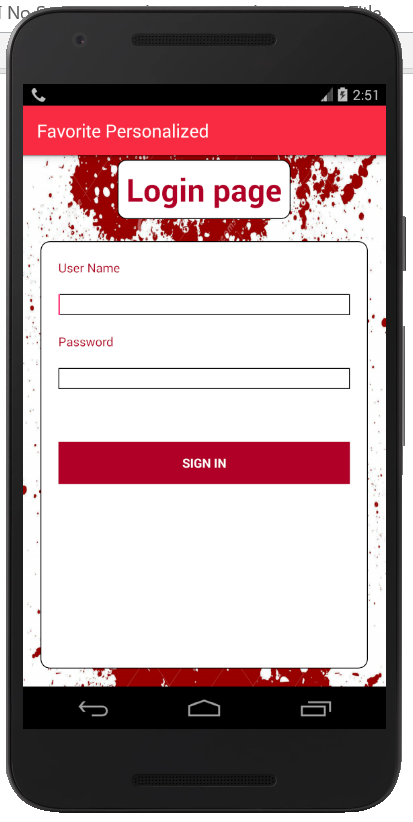 2:51
Favorite Personalized
Login page
User Name
Password
SIGN IN